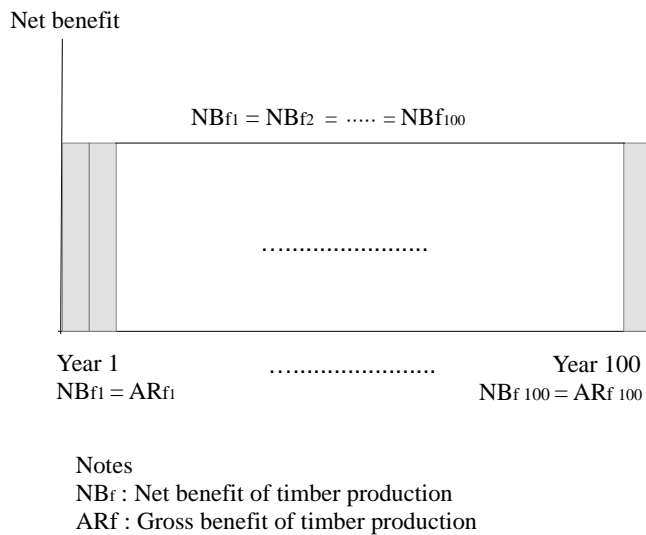 Net benefit
NBf1 = NBf2 = ····· = NBf100
…......................
Year 1 …...................... Year 100
NBf1 = ARf1 NBf 100 = ARf 100
Notes
NBf : Net benefit of timber production
ARf : Gross benefit of timber production